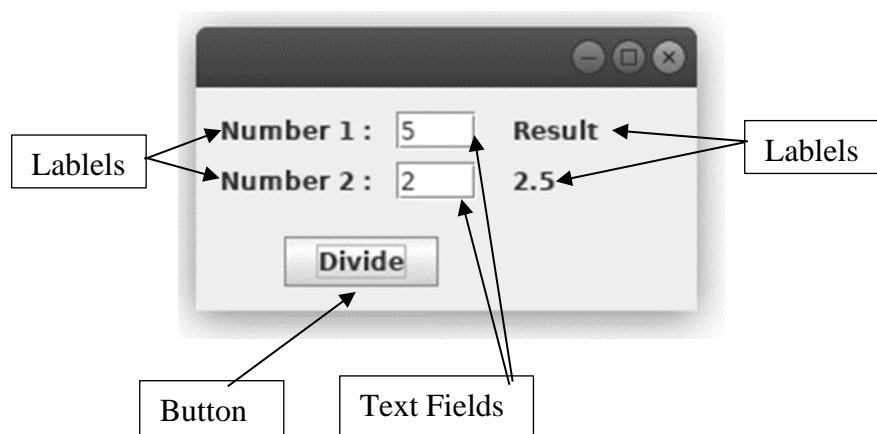 Number 1 : 5 Result
Lablels
Lablels
Number 2 : 2 2.5
Divide
Button
Text Fields